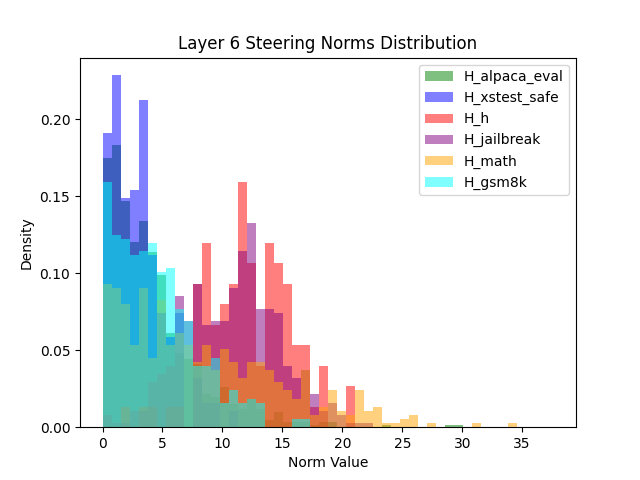 Layer 6 Steering Norms Distribution
H_alpaca_eval
H_xstest_safe
H_h
H_jailbreak
H_math
H_gsm8k
Density
0.20
0.15
0.10
0.05
0.00
0 5 10 15 20 25 30 35
Norm Value